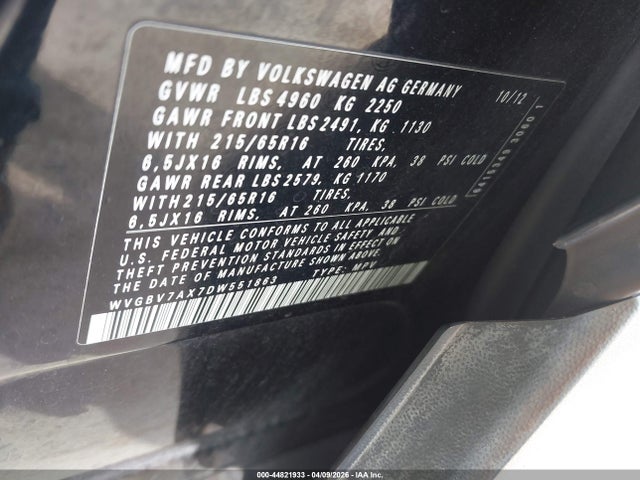 MFD BY VOLKSWAGEN AG GERMANY 10/12
GVWR LBS 4960 KG 2250
GAWR FRONT LBS 2491, KG 1130
WITH 215/65R16 TIRES,
6,5JX16 RIMS, AT 260 KPA, 38 PSI COLD
GAWR REAR LBS 2579, KG 1170
WITH 215/65R16 TIRES,
6,5JX16 RIMS, AT 260 KPA, 38 PSI COLD
THIS VEHICLE CONFORMS TO ALL APPLICABLE
U.S. FEDERAL MOTOR VEHICLE SAFETY AND
THEFT PREVENTION STANDARDS IN EFFECT ON
THE DATE OF MANUFACTURE SHOWN ABOVE.
WVGBV7AX7DW551863 TYPE: MPV
000-44821933 - 04/09/2026 - IAA Inc.